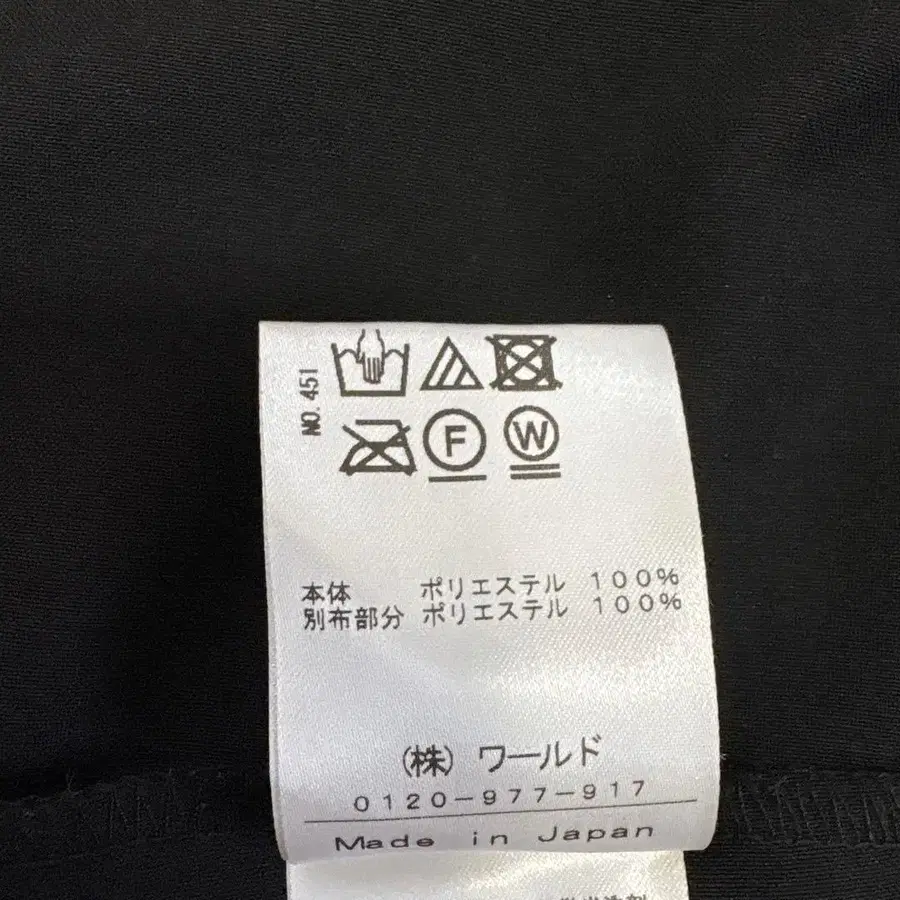 NO. 451
F W
本体 ポリエステル 100%
別布部分 ポリエステル 100%
(株) ワールド
0120-977-917
Made in Japan